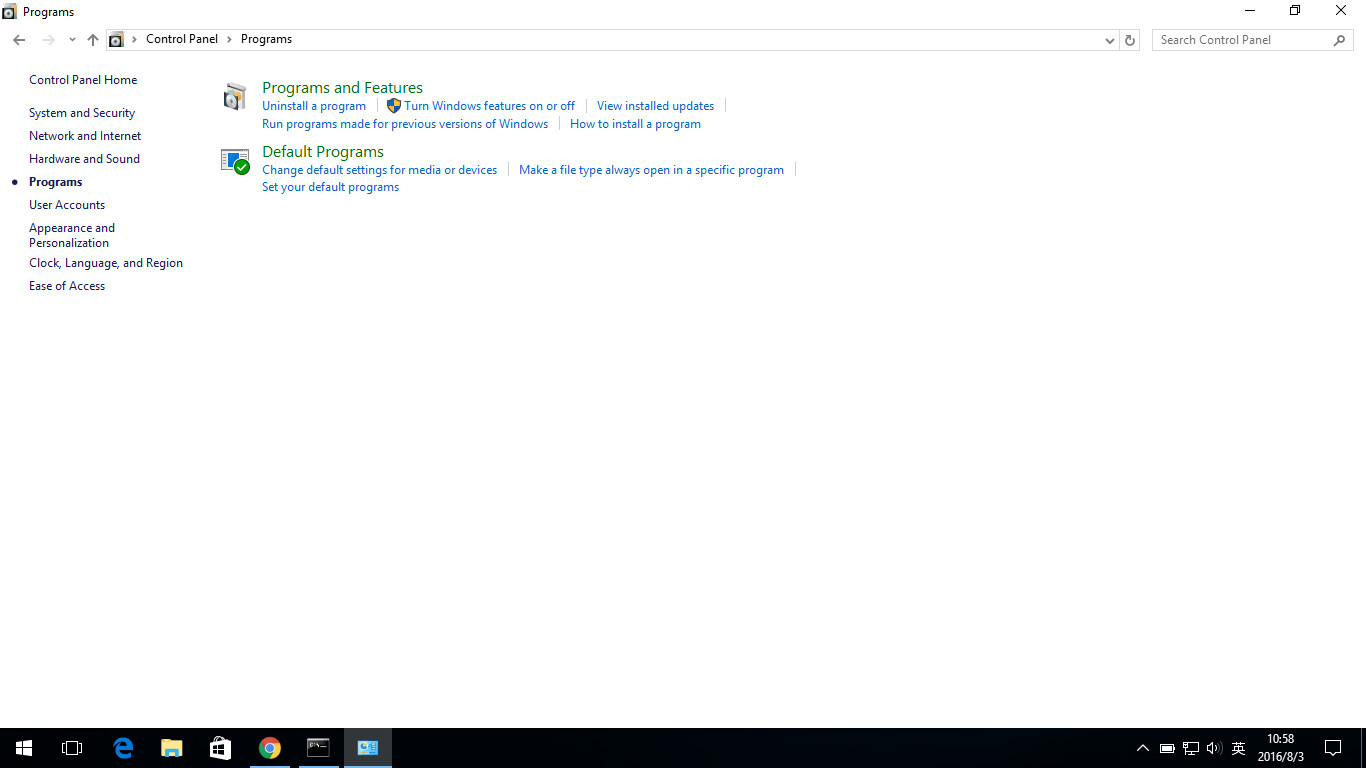 Programs
Control Panel Programs
Search Control Panel
Control Panel Home
System and Security
Network and Internet
Hardware and Sound
Programs
User Accounts
Appearance and
Personalization
Clock, Language, and Region
Ease of Access
Programs and Features
Uninstall a program Turn Windows features on or off View installed updates
Run programs made for previous versions of Windows How to install a program
Default Programs
Change default settings for media or devices Make a file type always open in a specific program
Set your default programs
英
10:58
2016/8/3